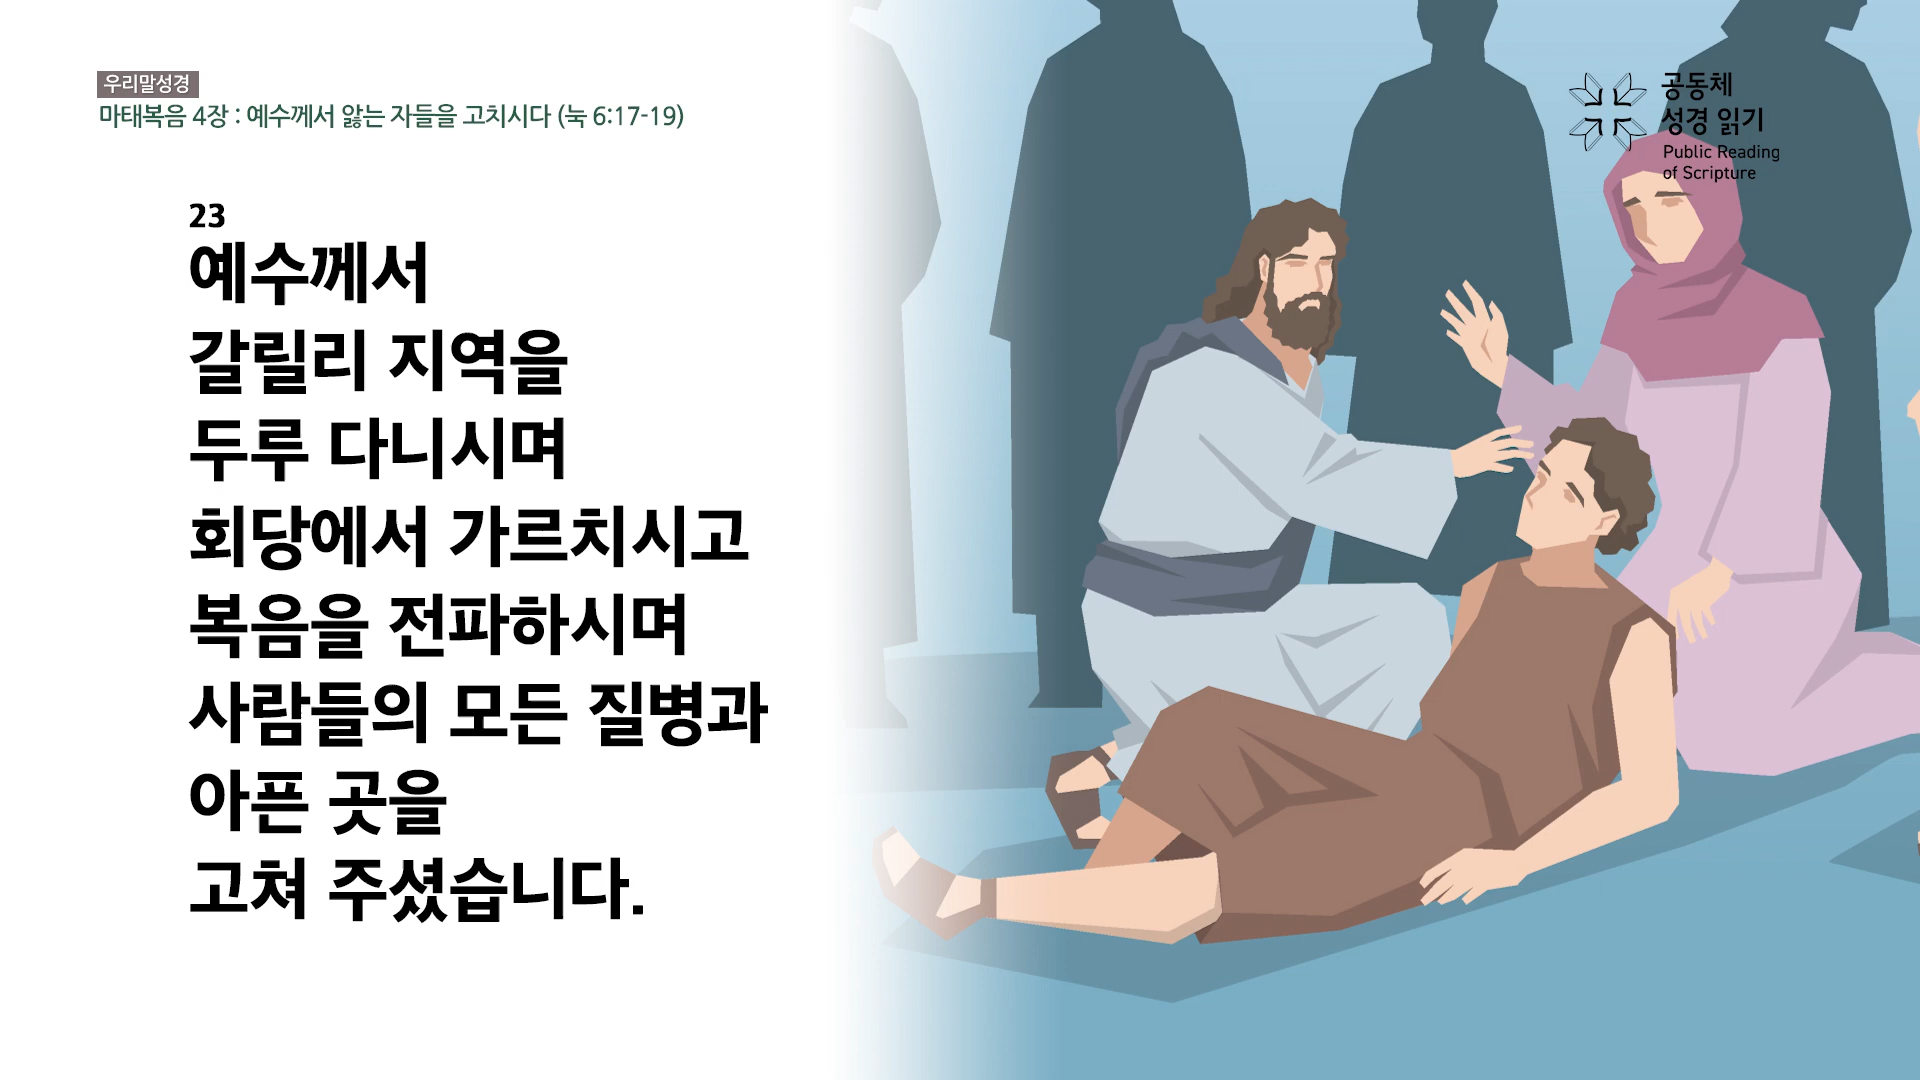 우리말성경
마태복음 4장 : 예수께서 앓는 자들을 고치시다 (눅 6:17-19)
공동체
성경 읽기
Public Reading
of Scripture
23
예수께서
갈릴리 지역을
두루 다니시며
회당에서 가르치시고
복음을 전파하시며
사람들의 모든 질병과
아픈 곳을
고쳐 주셨습니다.